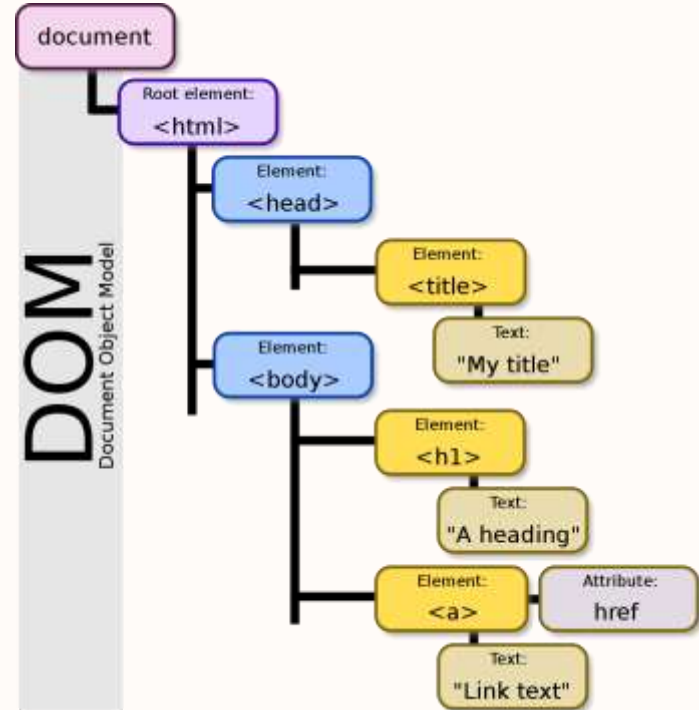 document
Root element:
<html>
Element:
<head>
Element:
<title>
Text:
"My title"
Element:
<body>
Element:
<h1>
Text:
"A heading"
Element:
<a>
Attribute:
href
Text:
"Link text"
DOM
Document Object Model